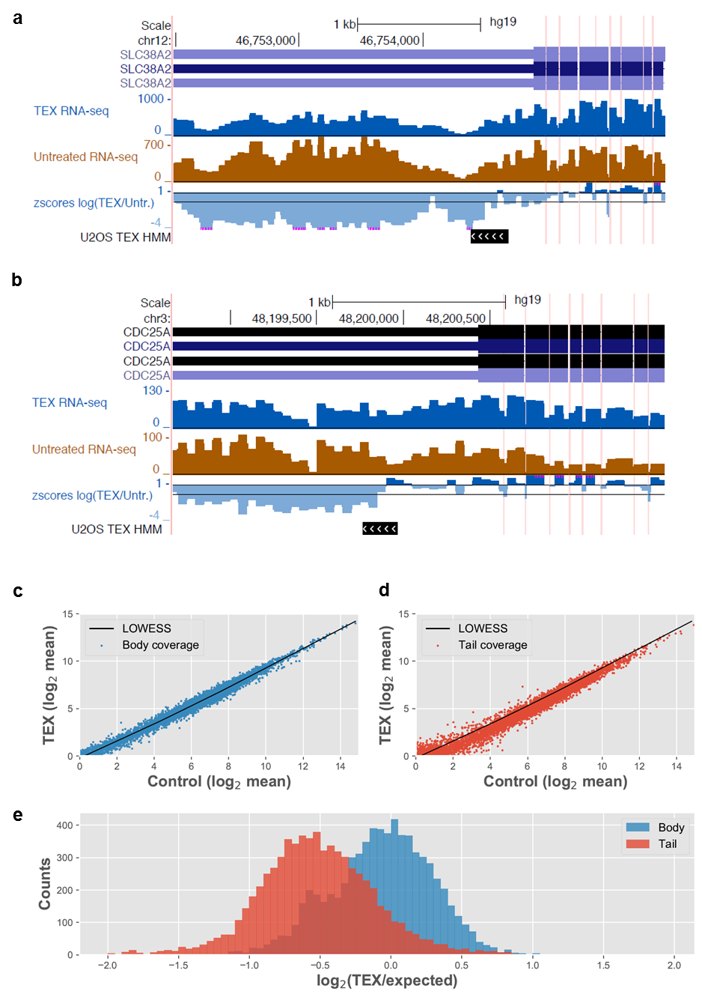 a
Scale
1 kb
hg19
chr12:
46,753,000
46,754,000
SLC38A2
SLC38A2
SLC38A2
1000 -
TEX RNA-seq
0 _
700 -
Untreated RNA-seq
0 _
1 -
zscores log(TEX/Untr.)
-4 _
U2OS TEX HMM
b
Scale
1 kb
hg19
chr3:
48,199,500
48,200,000
48,200,500
CDC25A
CDC25A
CDC25A
CDC25A
130 -
TEX RNA-seq
0 _
100 -
Untreated RNA-seq
0 _
1 -
zscores log(TEX/Untr.)
-4 _
U2OS TEX HMM
c
15
10
5
0
TEX (log₂ mean)
LOWESS
Body coverage
0 2 4 6 8 10 12 14
Control (log₂ mean)
d
15
10
5
0
TEX (log₂ mean)
LOWESS
Tail coverage
0 2 4 6 8 10 12 14
Control (log₂ mean)
e
400
300
200
100
0
Counts
Body
Tail
−2.0 −1.5 −1.0 −0.5 0.0 0.5 1.0 1.5 2.0
log₂(TEX/expected)